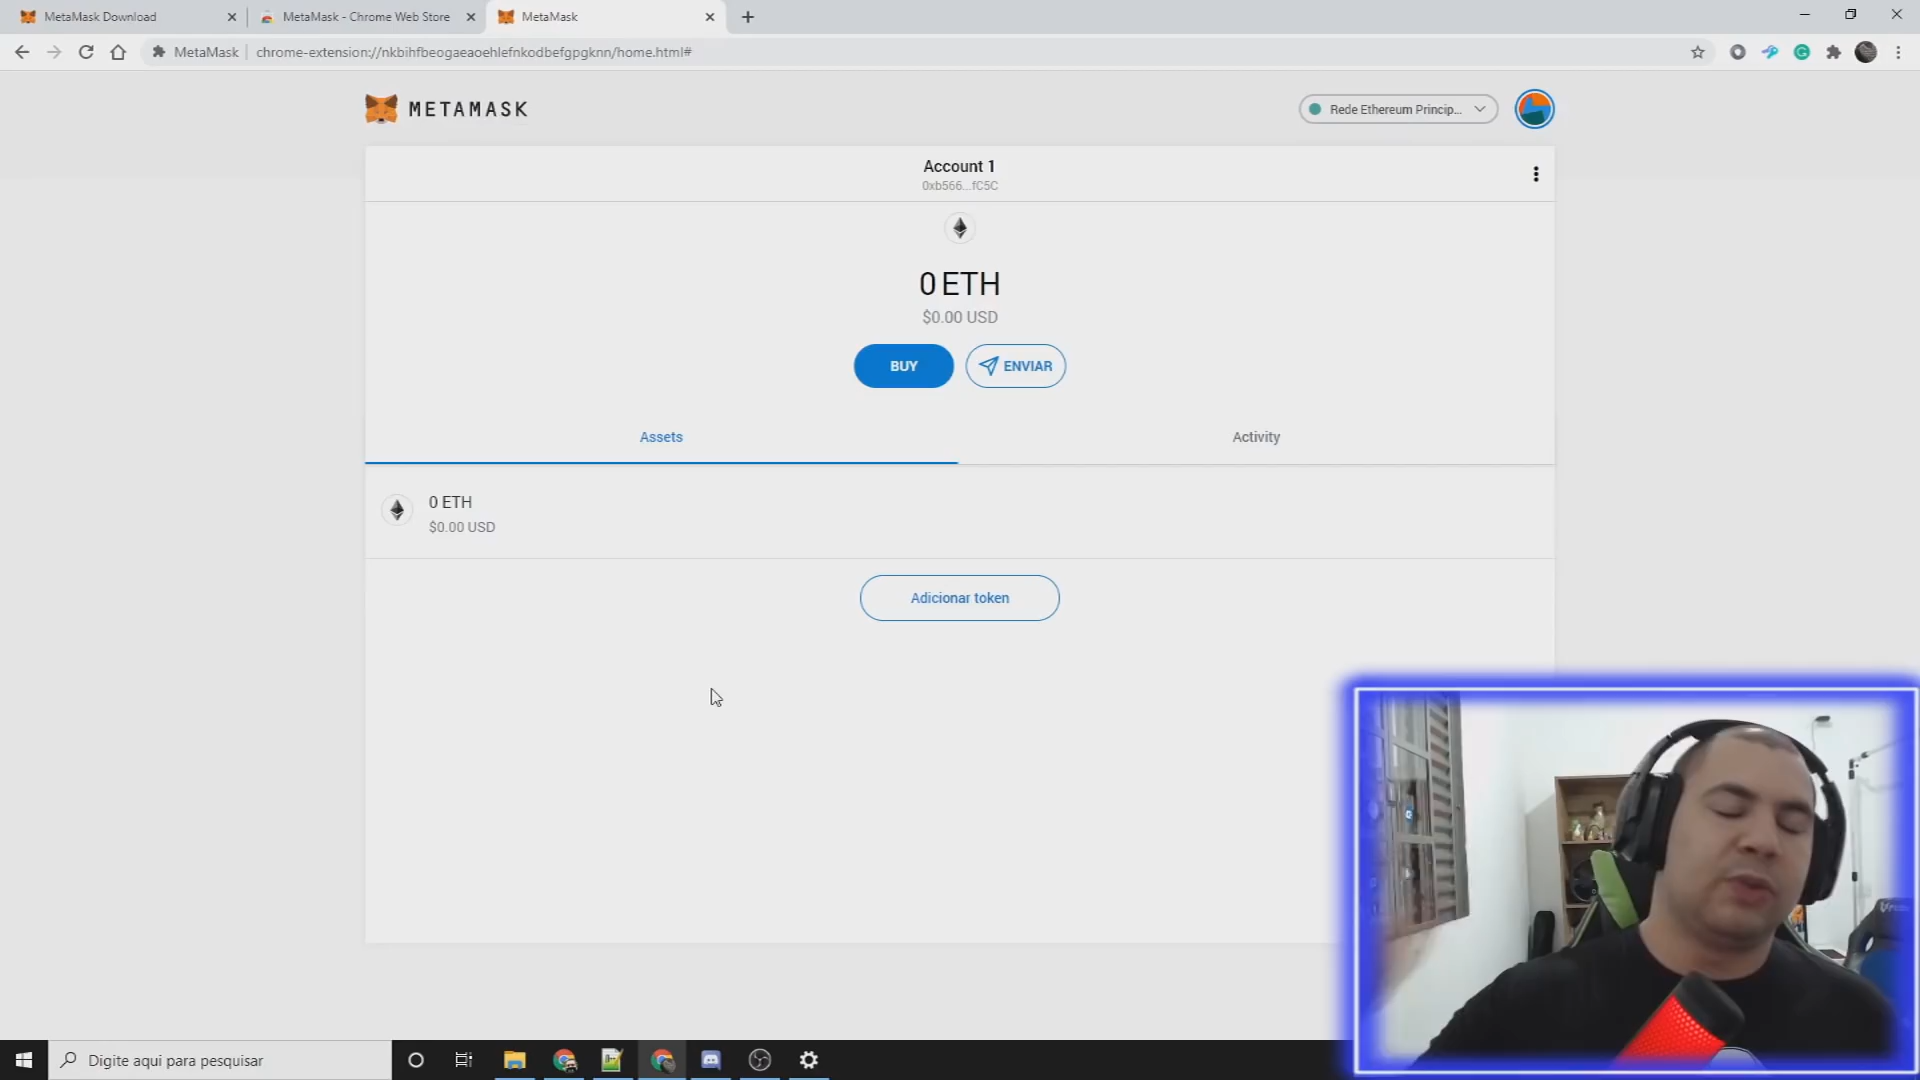 MetaMask Download
MetaMask - Chrome Web Store
MetaMask
MetaMask
chrome-extension://nkbihfbeogaeaoehlefnkodbefgpgknn/home.html#
METAMASK
Rede Ethereum Princip...
Account 1
0xb566...fC5C
0 ETH
$0.00 USD
BUY
ENVIAR
Assets
Activity
0 ETH
$0.00 USD
Adicionar token
Digite aqui para pesquisar